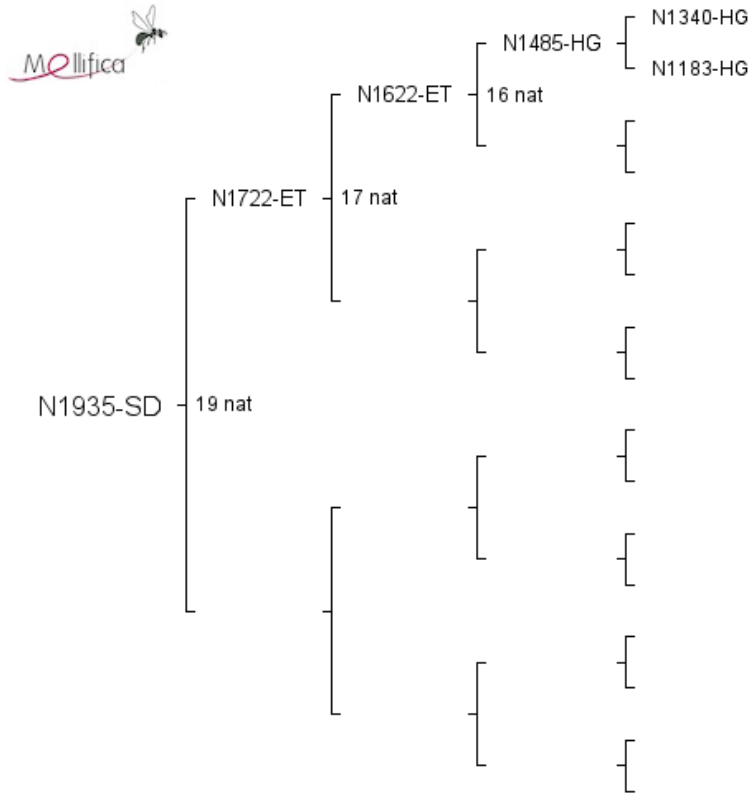 Mellifica
N1340-HG
N1485-HG
N1183-HG
N1622-ET
16 nat
N1722-ET
17 nat
N1935-SD
19 nat